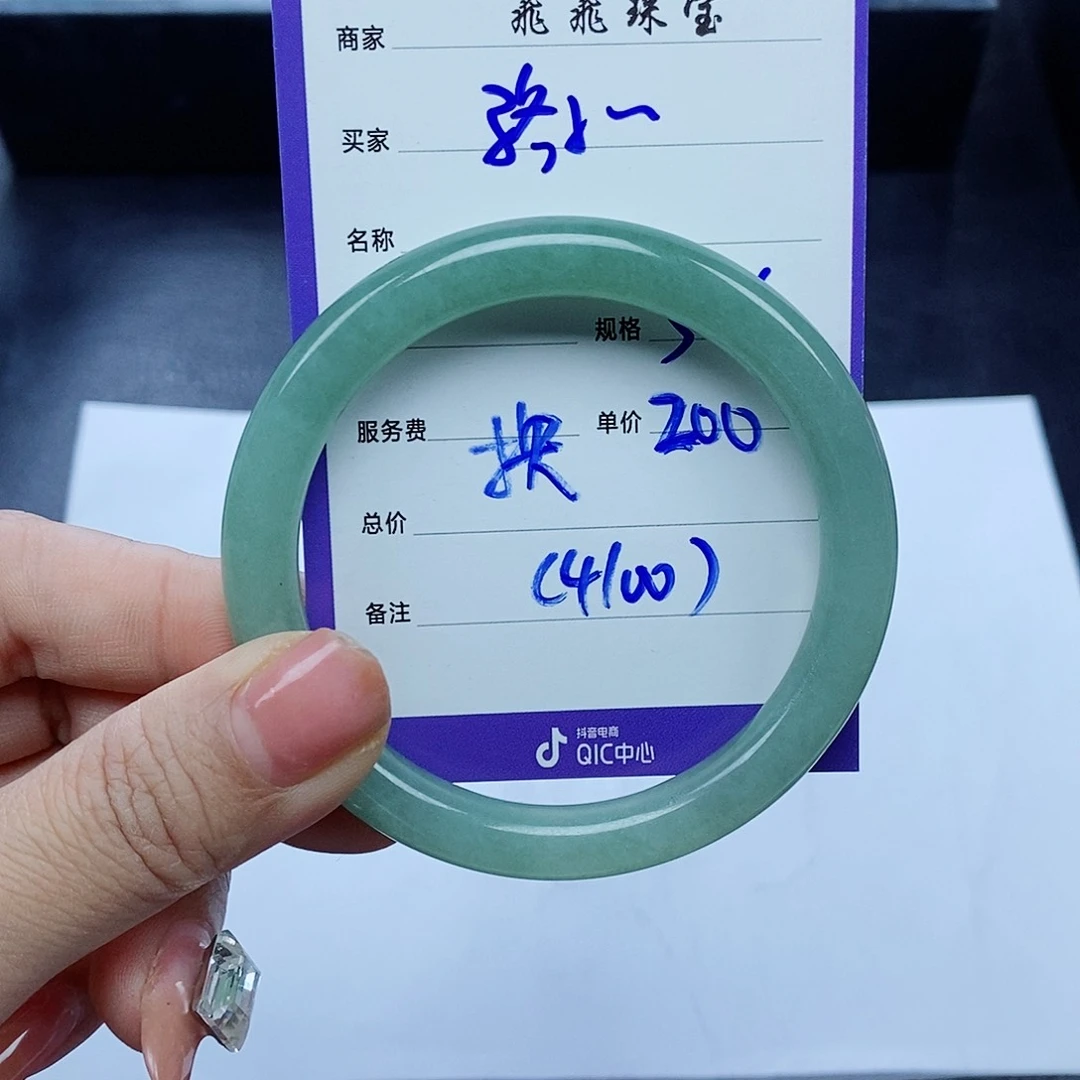 商家 飛飛珠宝
买家
名称
规格
服务费 换 单价 200
总价
(4100)
备注
抖音电商
QIC中心